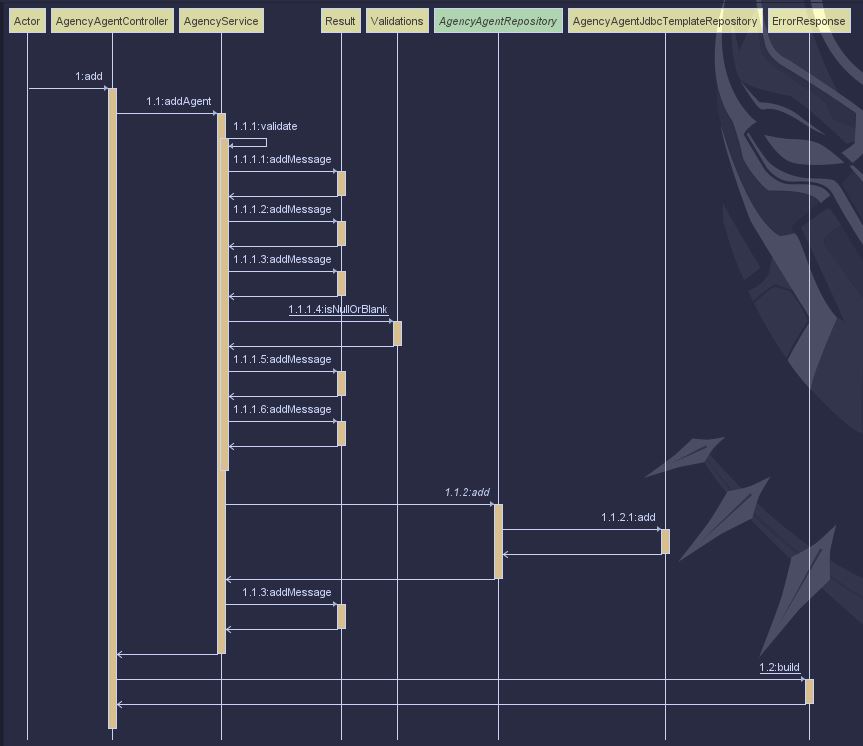 Actor AgencyAgentController AgencyService Result Validations AgencyAgentRepository AgencyAgentJdbcTemplateRepository ErrorResponse
1:add
1.1:addAgent
1.1.1:validate
1.1.1.1:addMessage
1.1.1.2:addMessage
1.1.1.3:addMessage
1.1.1.4:isNullOrBlank
1.1.1.5:addMessage
1.1.1.6:addMessage
1.1.2:add
1.1.2.1:add
1.1.3:addMessage
1.2:build